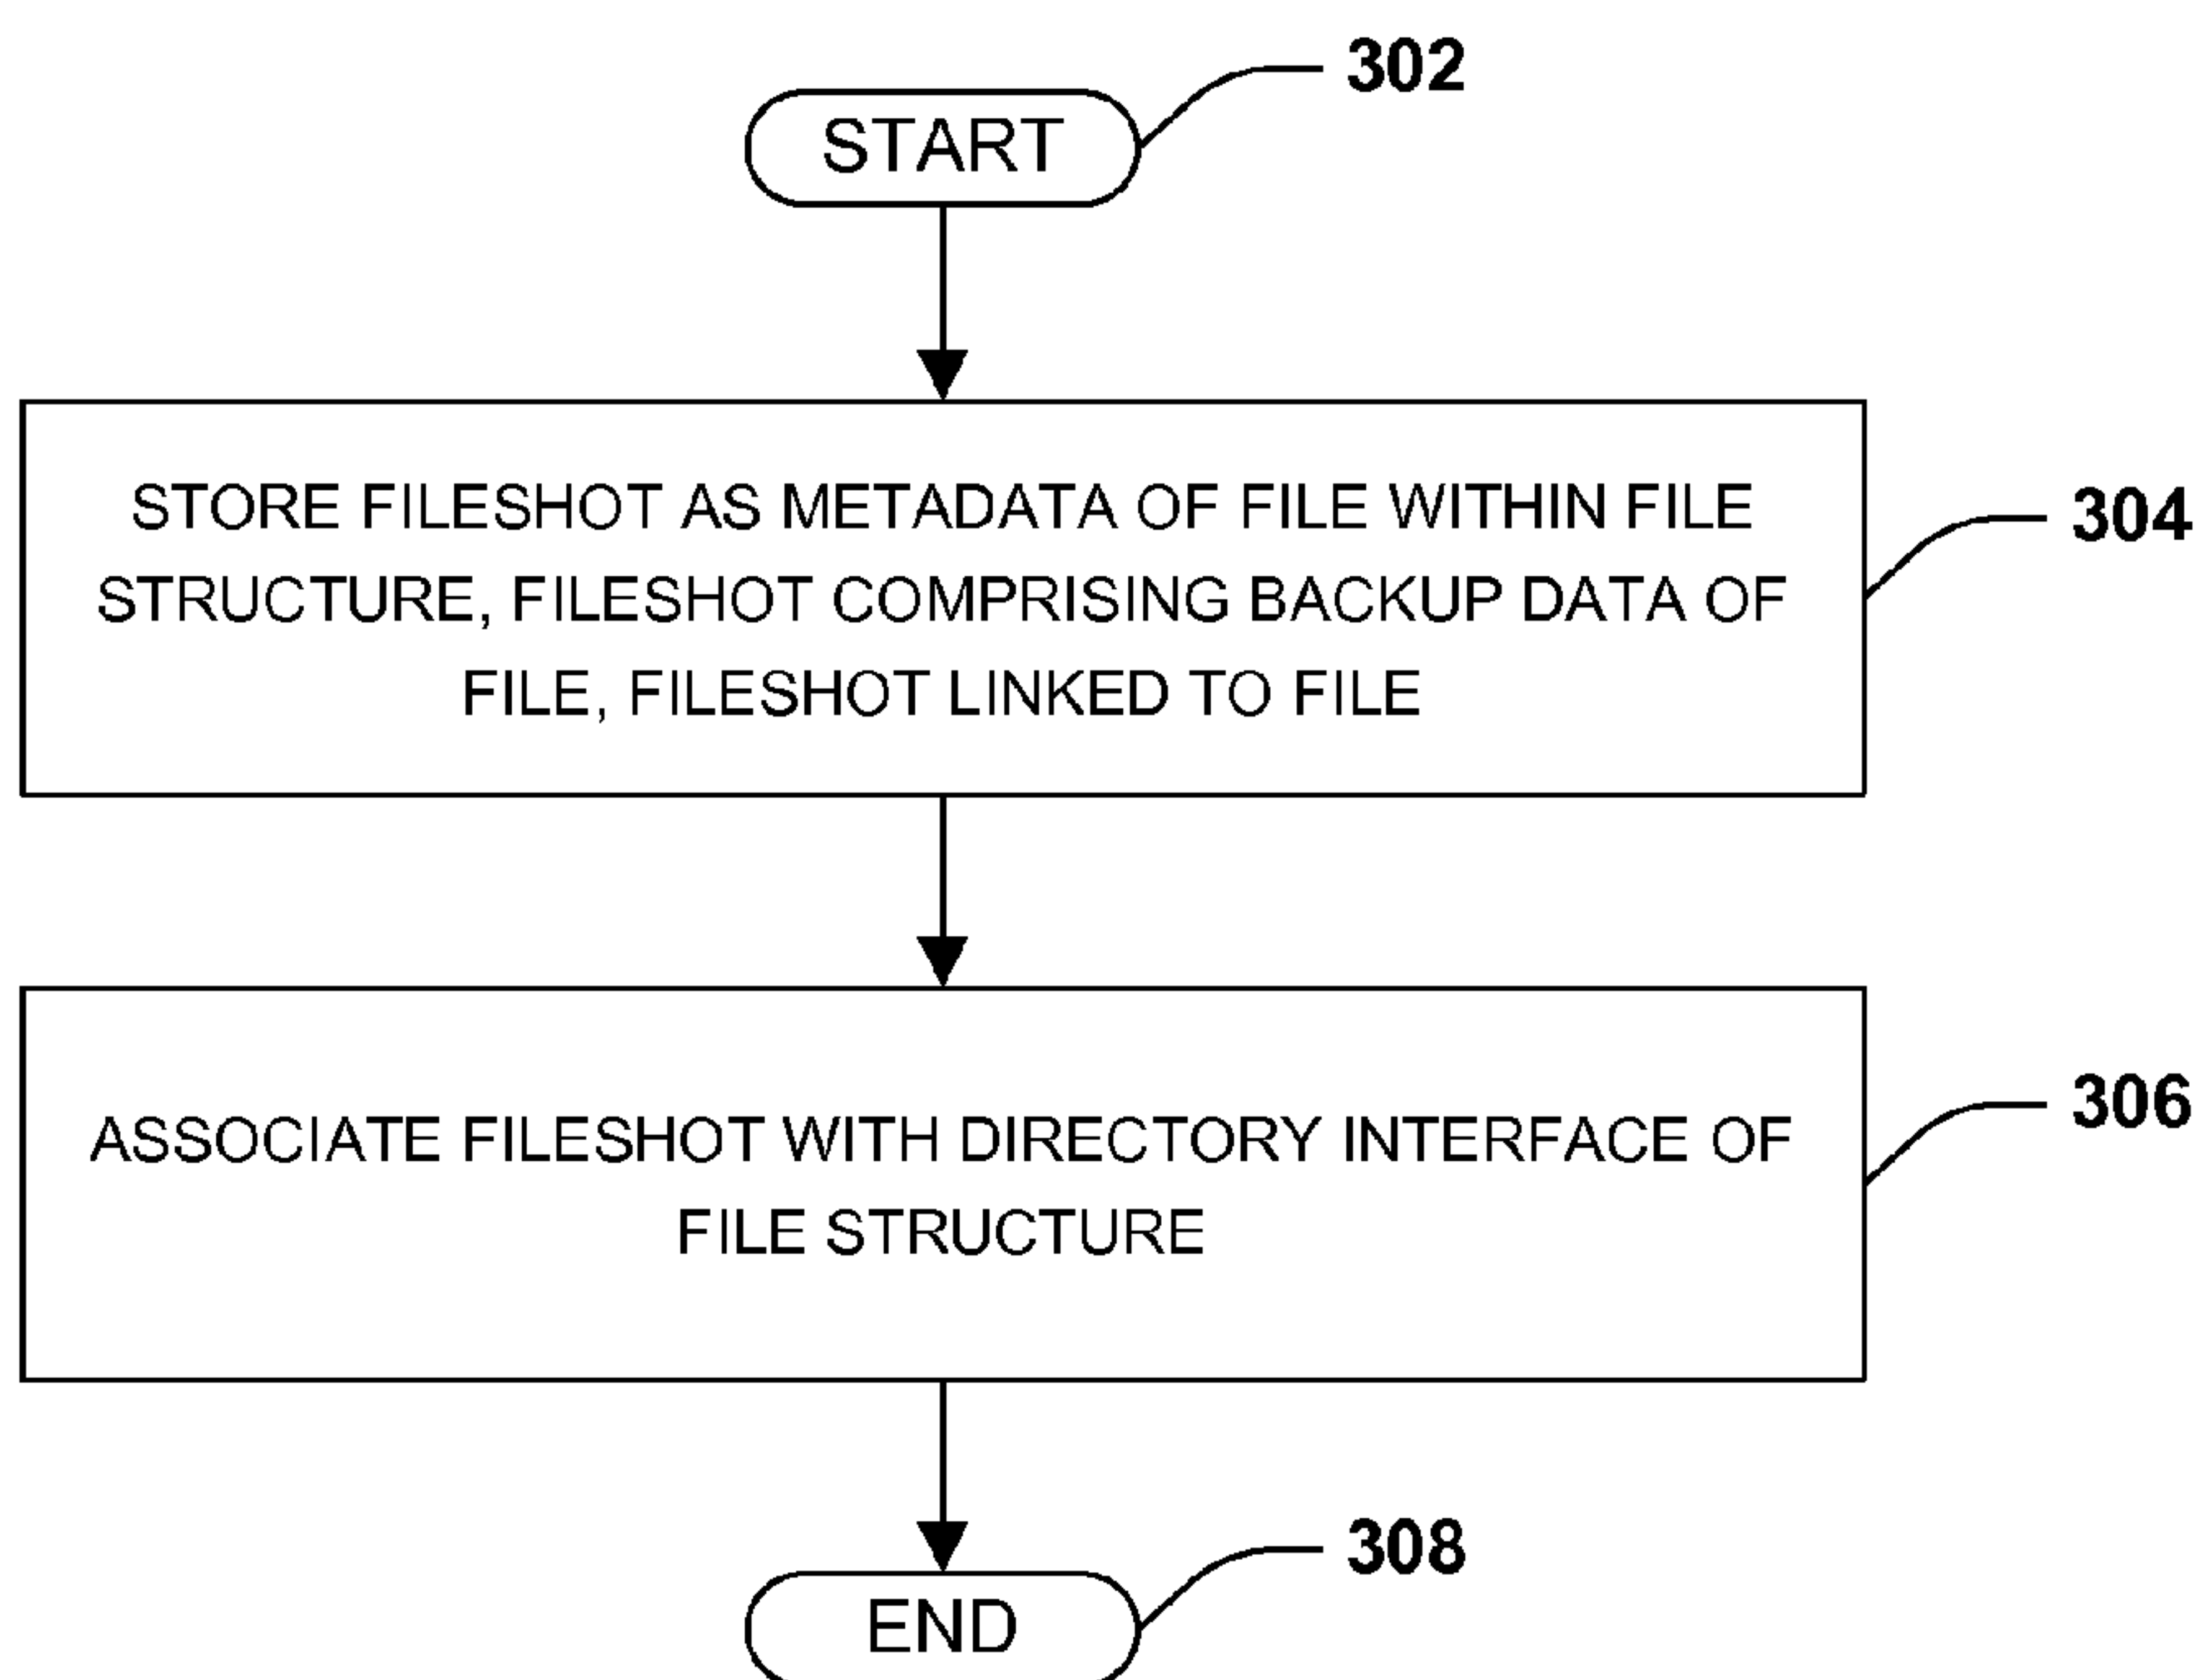 302
START
STORE FILESHOT AS METADATA OF FILE WITHIN FILE
STRUCTURE, FILESHOT COMPRISING BACKUP DATA OF
FILE, FILESHOT LINKED TO FILE
304
ASSOCIATE FILESHOT WITH DIRECTORY INTERFACE OF
FILE STRUCTURE
306
308
END